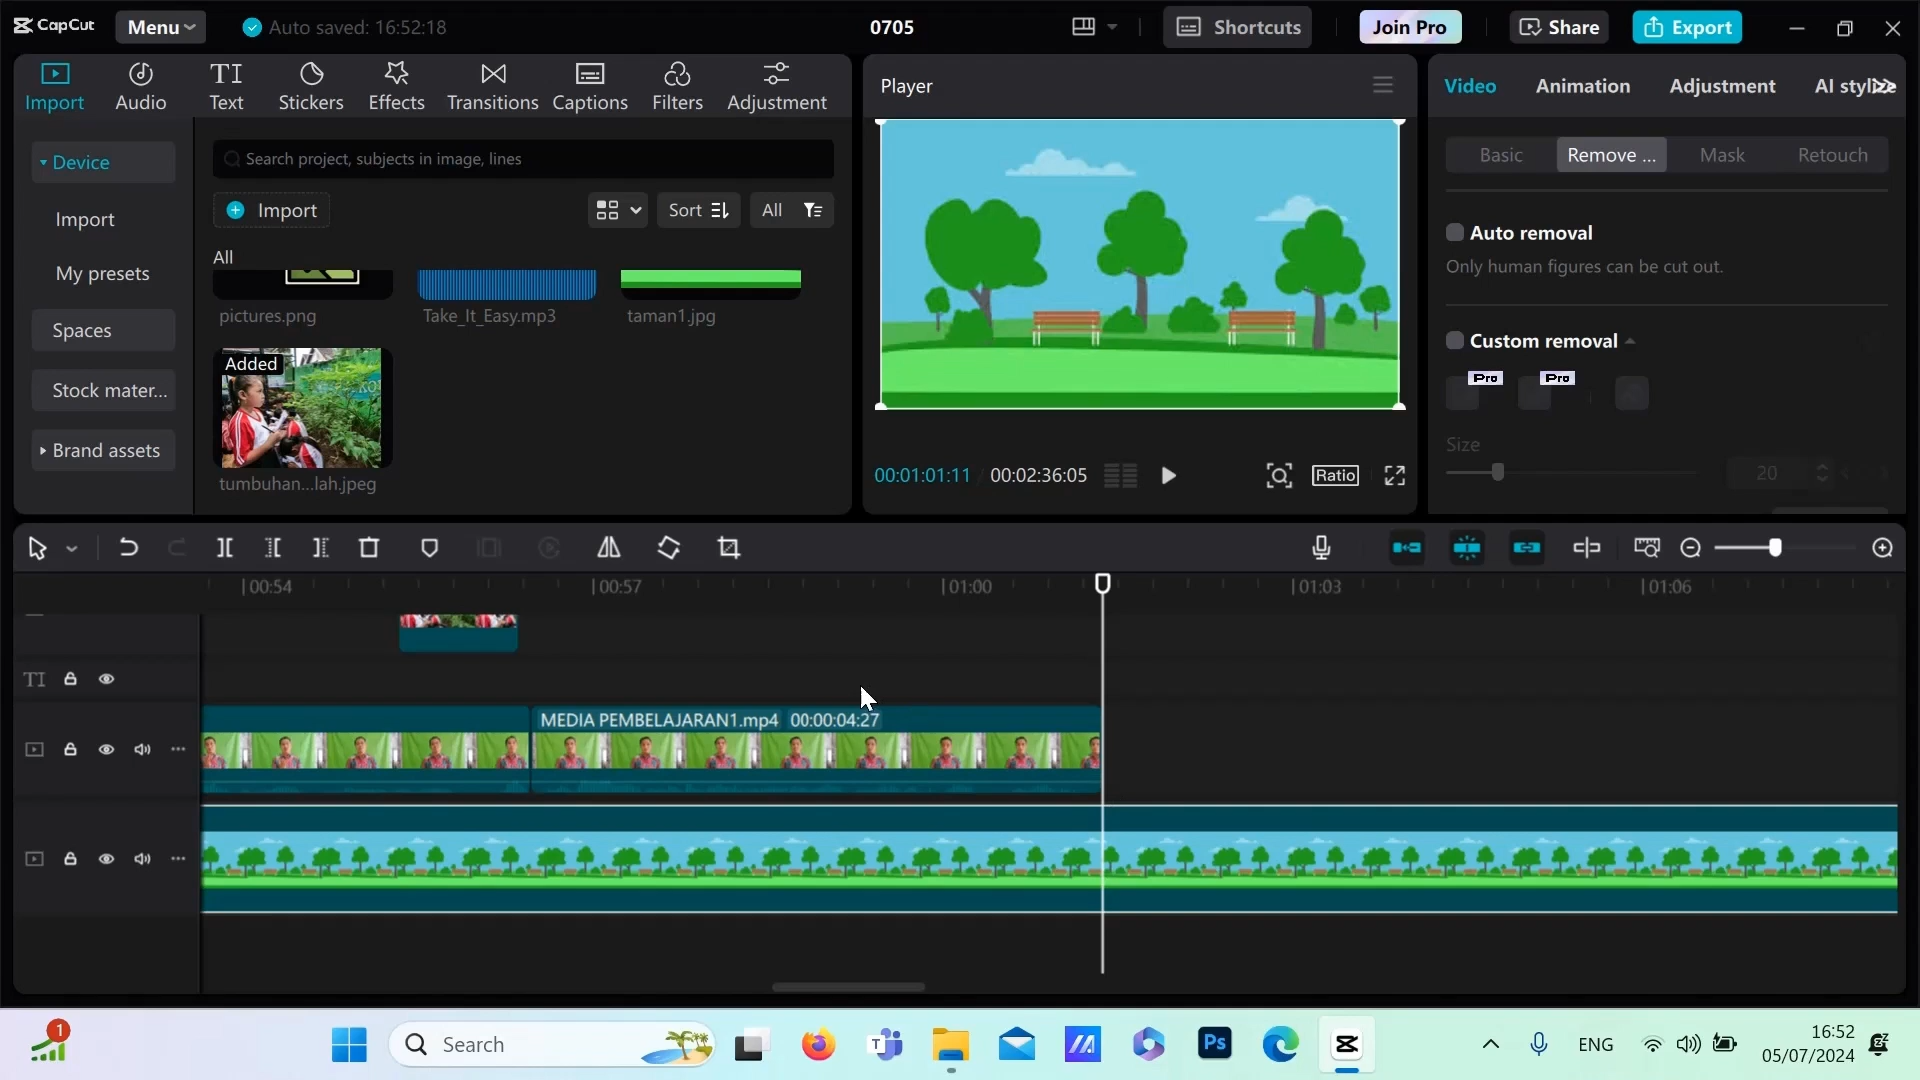 CapCut
Menu
Auto saved: 16:52:18
0705
Shortcuts
Join Pro
Share
Export
Import
Audio
Text
Stickers
Effects
Transitions
Captions
Filters
Adjustment
Device
Import
My presets
Spaces
Stock mater...
Brand assets
Search project, subjects in image, lines
Import
Sort
All
All
pictures.png
Take_It_Easy.mp3
taman1.jpg
Added
tumbuhan...lah.jpeg
Player
00:01:01:11
00:02:36:05
Ratio
Video
Animation
Adjustment
Basic
Remove ...
Mask
Retouch
Auto removal
Only human figures can be cut out.
Custom removal
Pro
Pro
Size
20
00:54
00:57
01:00
01:03
01:06
TI
MEDIA PEMBELAJARAN1.mp4 00:00:04:27
1
Search
Ps
ENG
16:52
05/07/2024